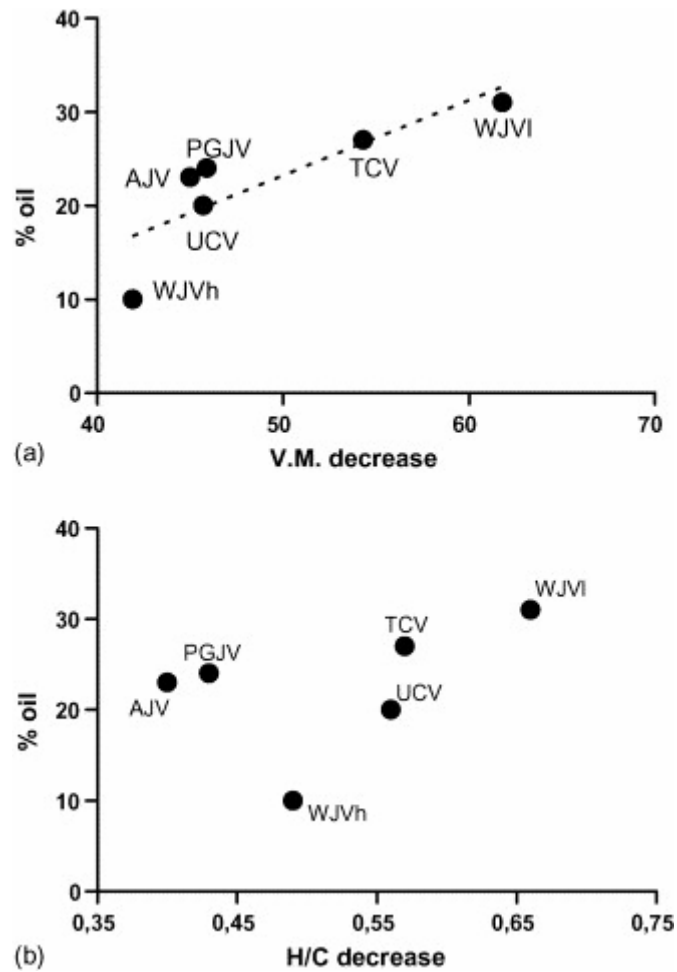 40
30
WJVl
PGJV
AJV
TCV
% oil
20
UCV
WJVh
10
0
40
50
60
70
(a)
V.M. decrease
40
WJVl
30
TCV
PGJV
AJV
UCV
% oil
20
10
WJVh
0
0,35
0,45
0,55
0,65
0,75
(b)
H/C decrease